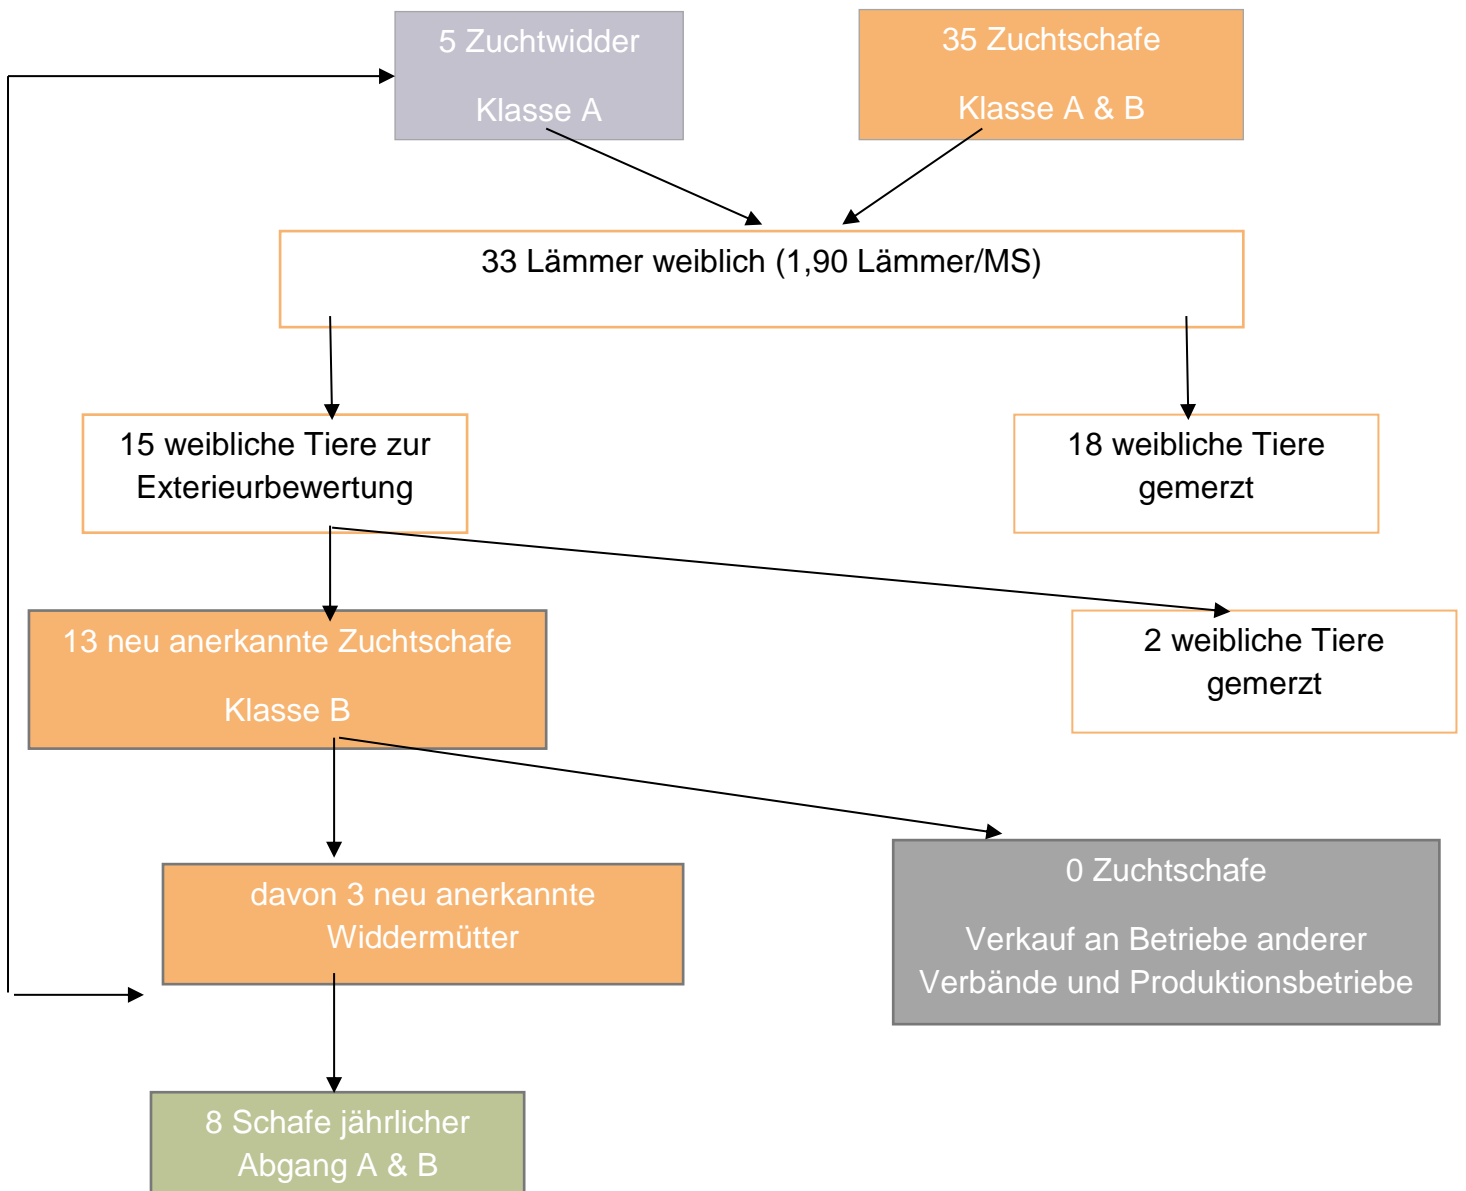 5 Zuchtwidder
Klasse A
35 Zuchtschafe
Klasse A & B
33 Lämmer weiblich (1,90 Lämmer/MS)
15 weibliche Tiere zur
Exterieurbewertung
18 weibliche Tiere
gemerzt
13 neu anerkannte Zuchtschafe
Klasse B
2 weibliche Tiere
gemerzt
davon 3 neu anerkannte
Widdermütter
0 Zuchtschafe
Verkauf an Betriebe anderer
Verbände und Produktionsbetriebe
8 Schafe jährlicher
Abgang A & B